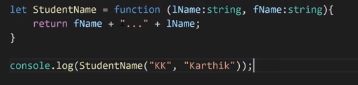 let StudentName = function (lName:string, fName:string){
    return fName + "..." + lName;
}
console.log(StudentName("KK", "Karthik"));